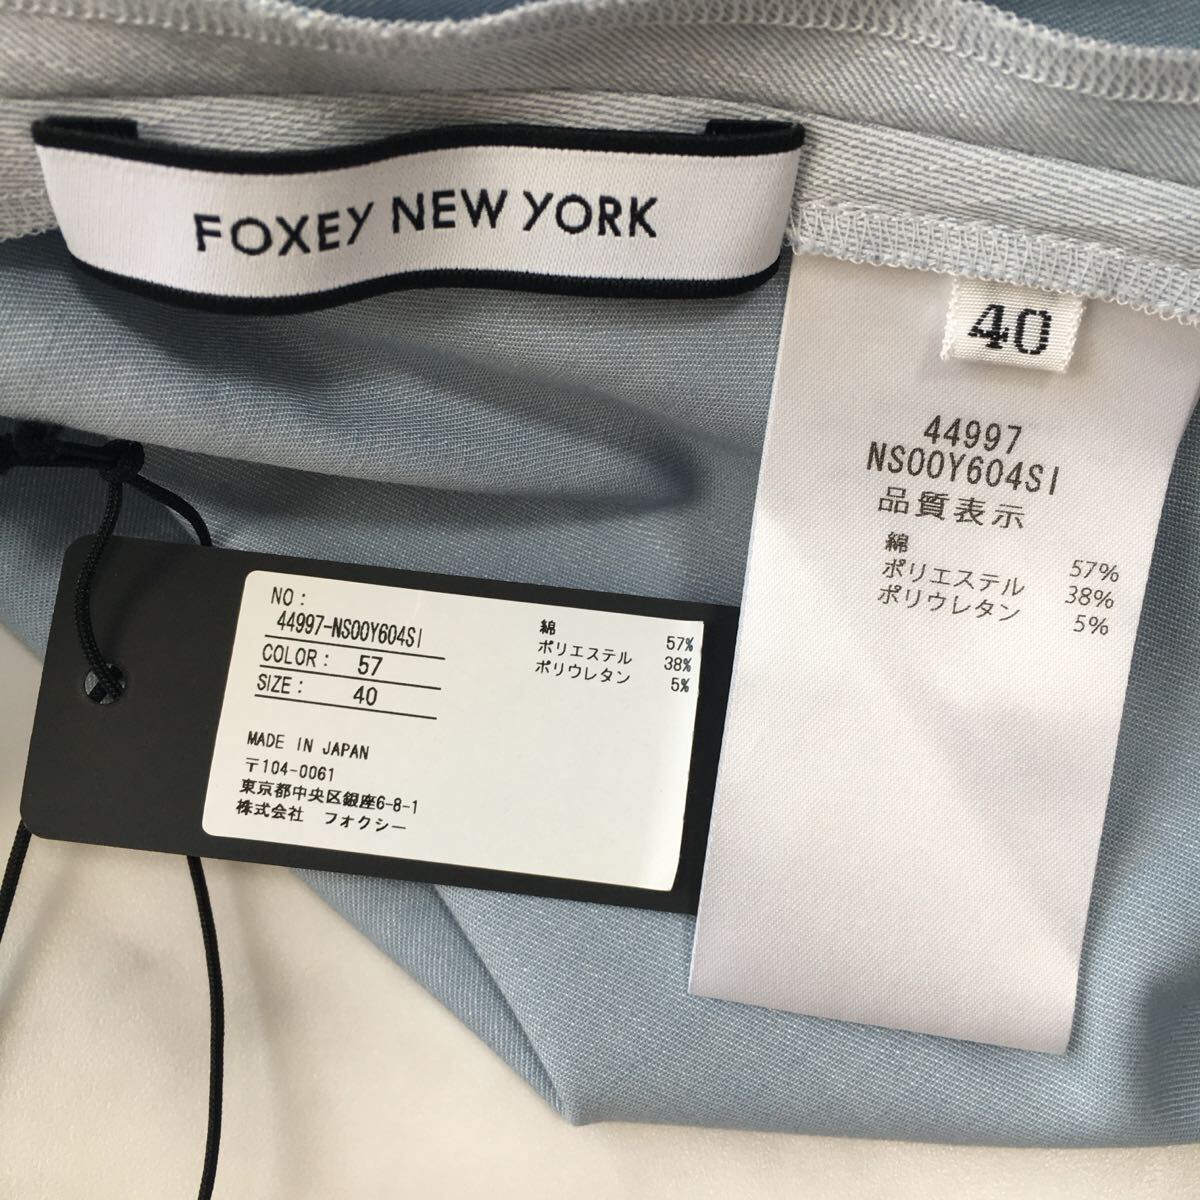 FOXEY NEW YORK
40
44997
NS00Y604SI
品質表示
綿 57%
ポリエステル 38%
ポリウレタン 5%
NO:
44997-NS00Y604SI
COLOR: 57
SIZE: 40
綿 57%
ポリエステル 38%
ポリウレタン 5%
MADE IN JAPAN
〒104-0061
東京都中央区銀座6-8-1
株式会社 フォクシー